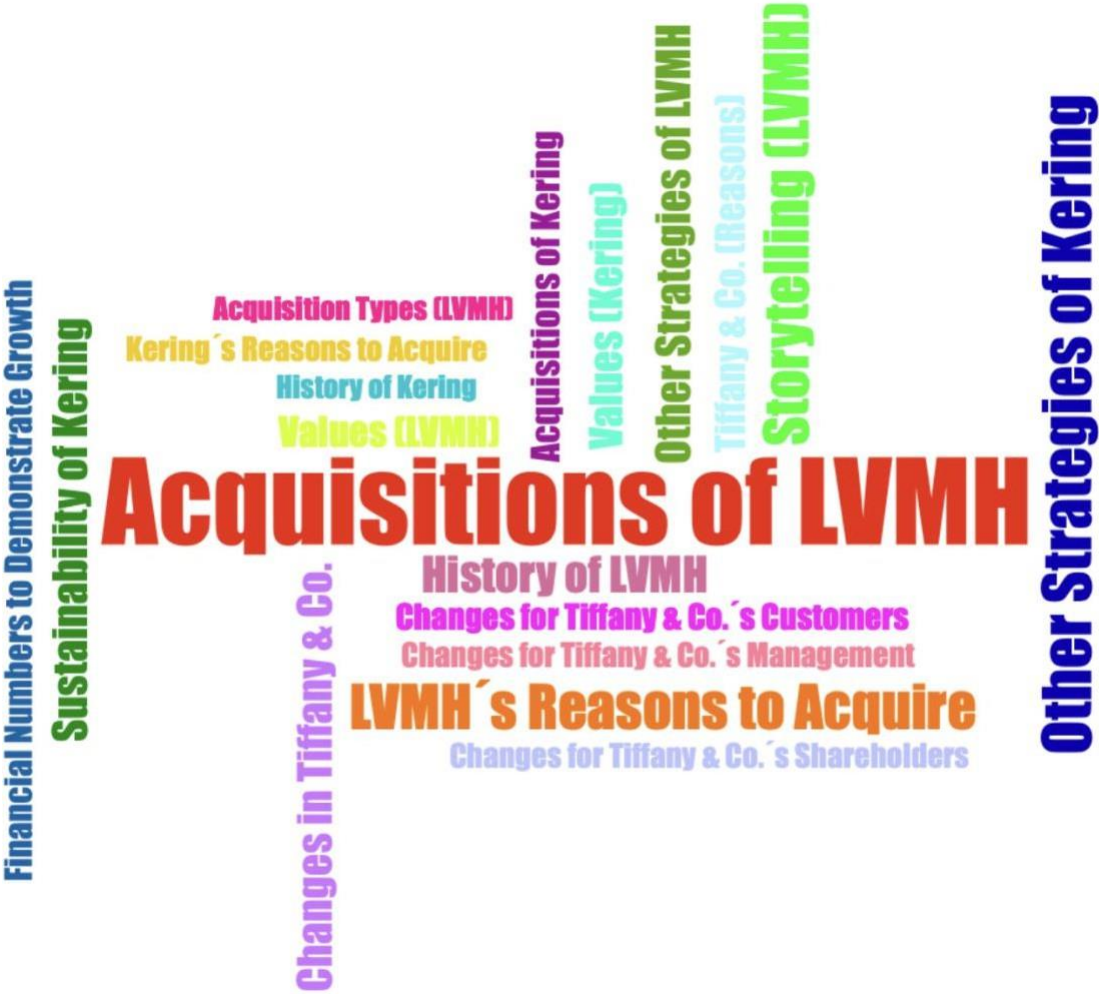 Financial Numbers to Demonstrate Growth
Sustainability of Kering
Acquisition Types (LVMH)
Kering´s Reasons to Acquire
History of Kering
Values (LVMH)
Acquisitions of Kering
Values (Kering)
Other Strategies of LVMH
Tiffany & Co. (Reasons)
Storytelling (LVMH)
Other Strategies of Kering
Acquisitions of LVMH
Changes in Tiffany & Co.
History of LVMH
Changes for Tiffany & Co.´s Customers
Changes for Tiffany & Co.´s Management
LVMH´s Reasons to Acquire
Changes for Tiffany & Co.´s Shareholders